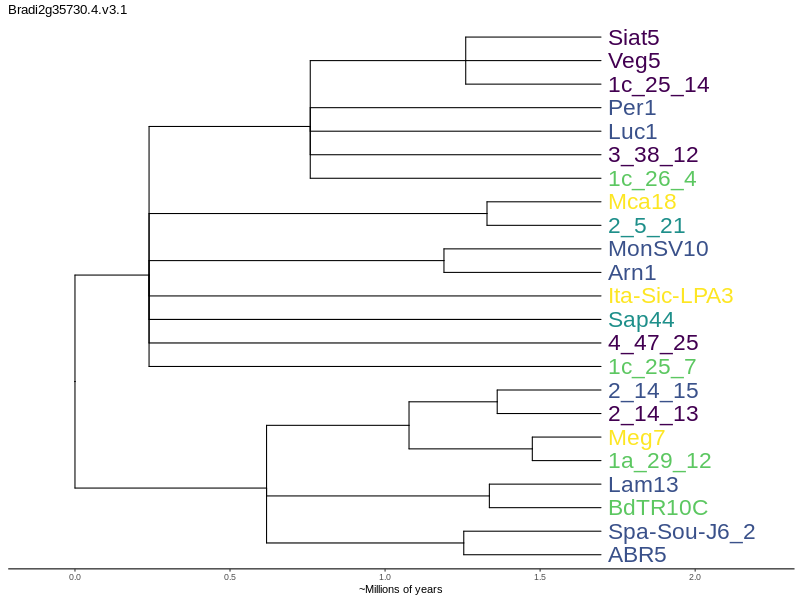 Bradi2g35730.4.v3.1
Siat5
Veg5
1c_25_14
Per1
Luc1
3_38_12
1c_26_4
Mca18
2_5_21
MonSV10
Arn1
Ita-Sic-LPA3
Sap44
4_47_25
1c_25_7
2_14_15
2_14_13
Meg7
1a_29_12
Lam13
BdTR10C
Spa-Sou-J6_2
ABR5
0.0 0.5 1.0 1.5 2.0
~Millions of years